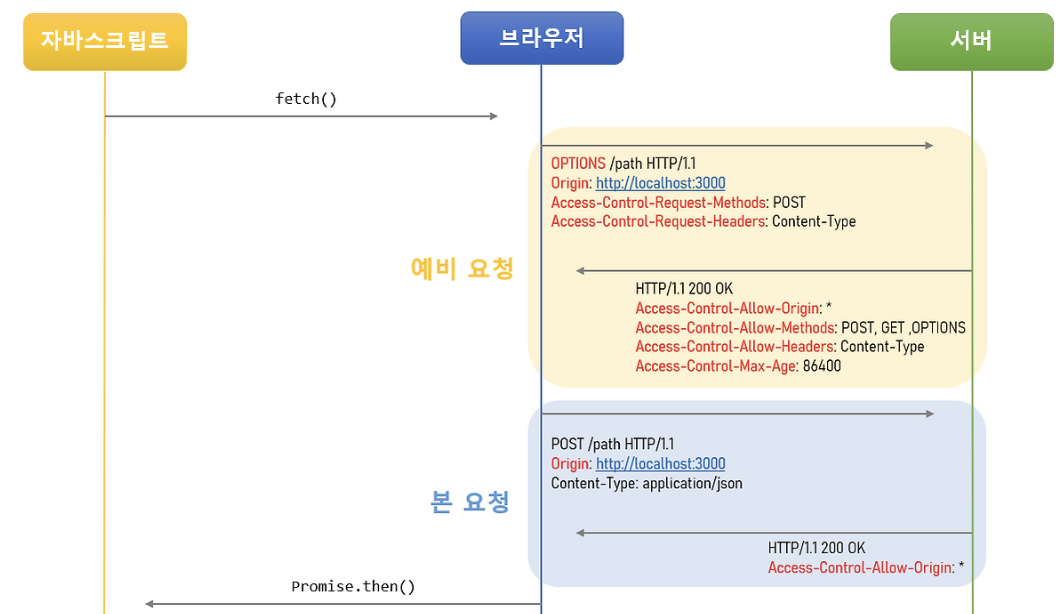 자바스크립트
브라우저
서버
fetch()
OPTIONS /path HTTP/1.1
Origin: http://localhost:3000
Access-Control-Request-Methods: POST
Access-Control-Request-Headers: Content-Type
예비 요청
HTTP/1.1 200 OK
Access-Control-Allow-Origin: *
Access-Control-Allow-Methods: POST, GET ,OPTIONS
Access-Control-Allow-Headers: Content-Type
Access-Control-Max-Age: 86400
POST /path HTTP/1.1
Origin: http://localhost:3000
Content-Type: application/json
본 요청
HTTP/1.1 200 OK
Access-Control-Allow-Origin: *
Promise.then()